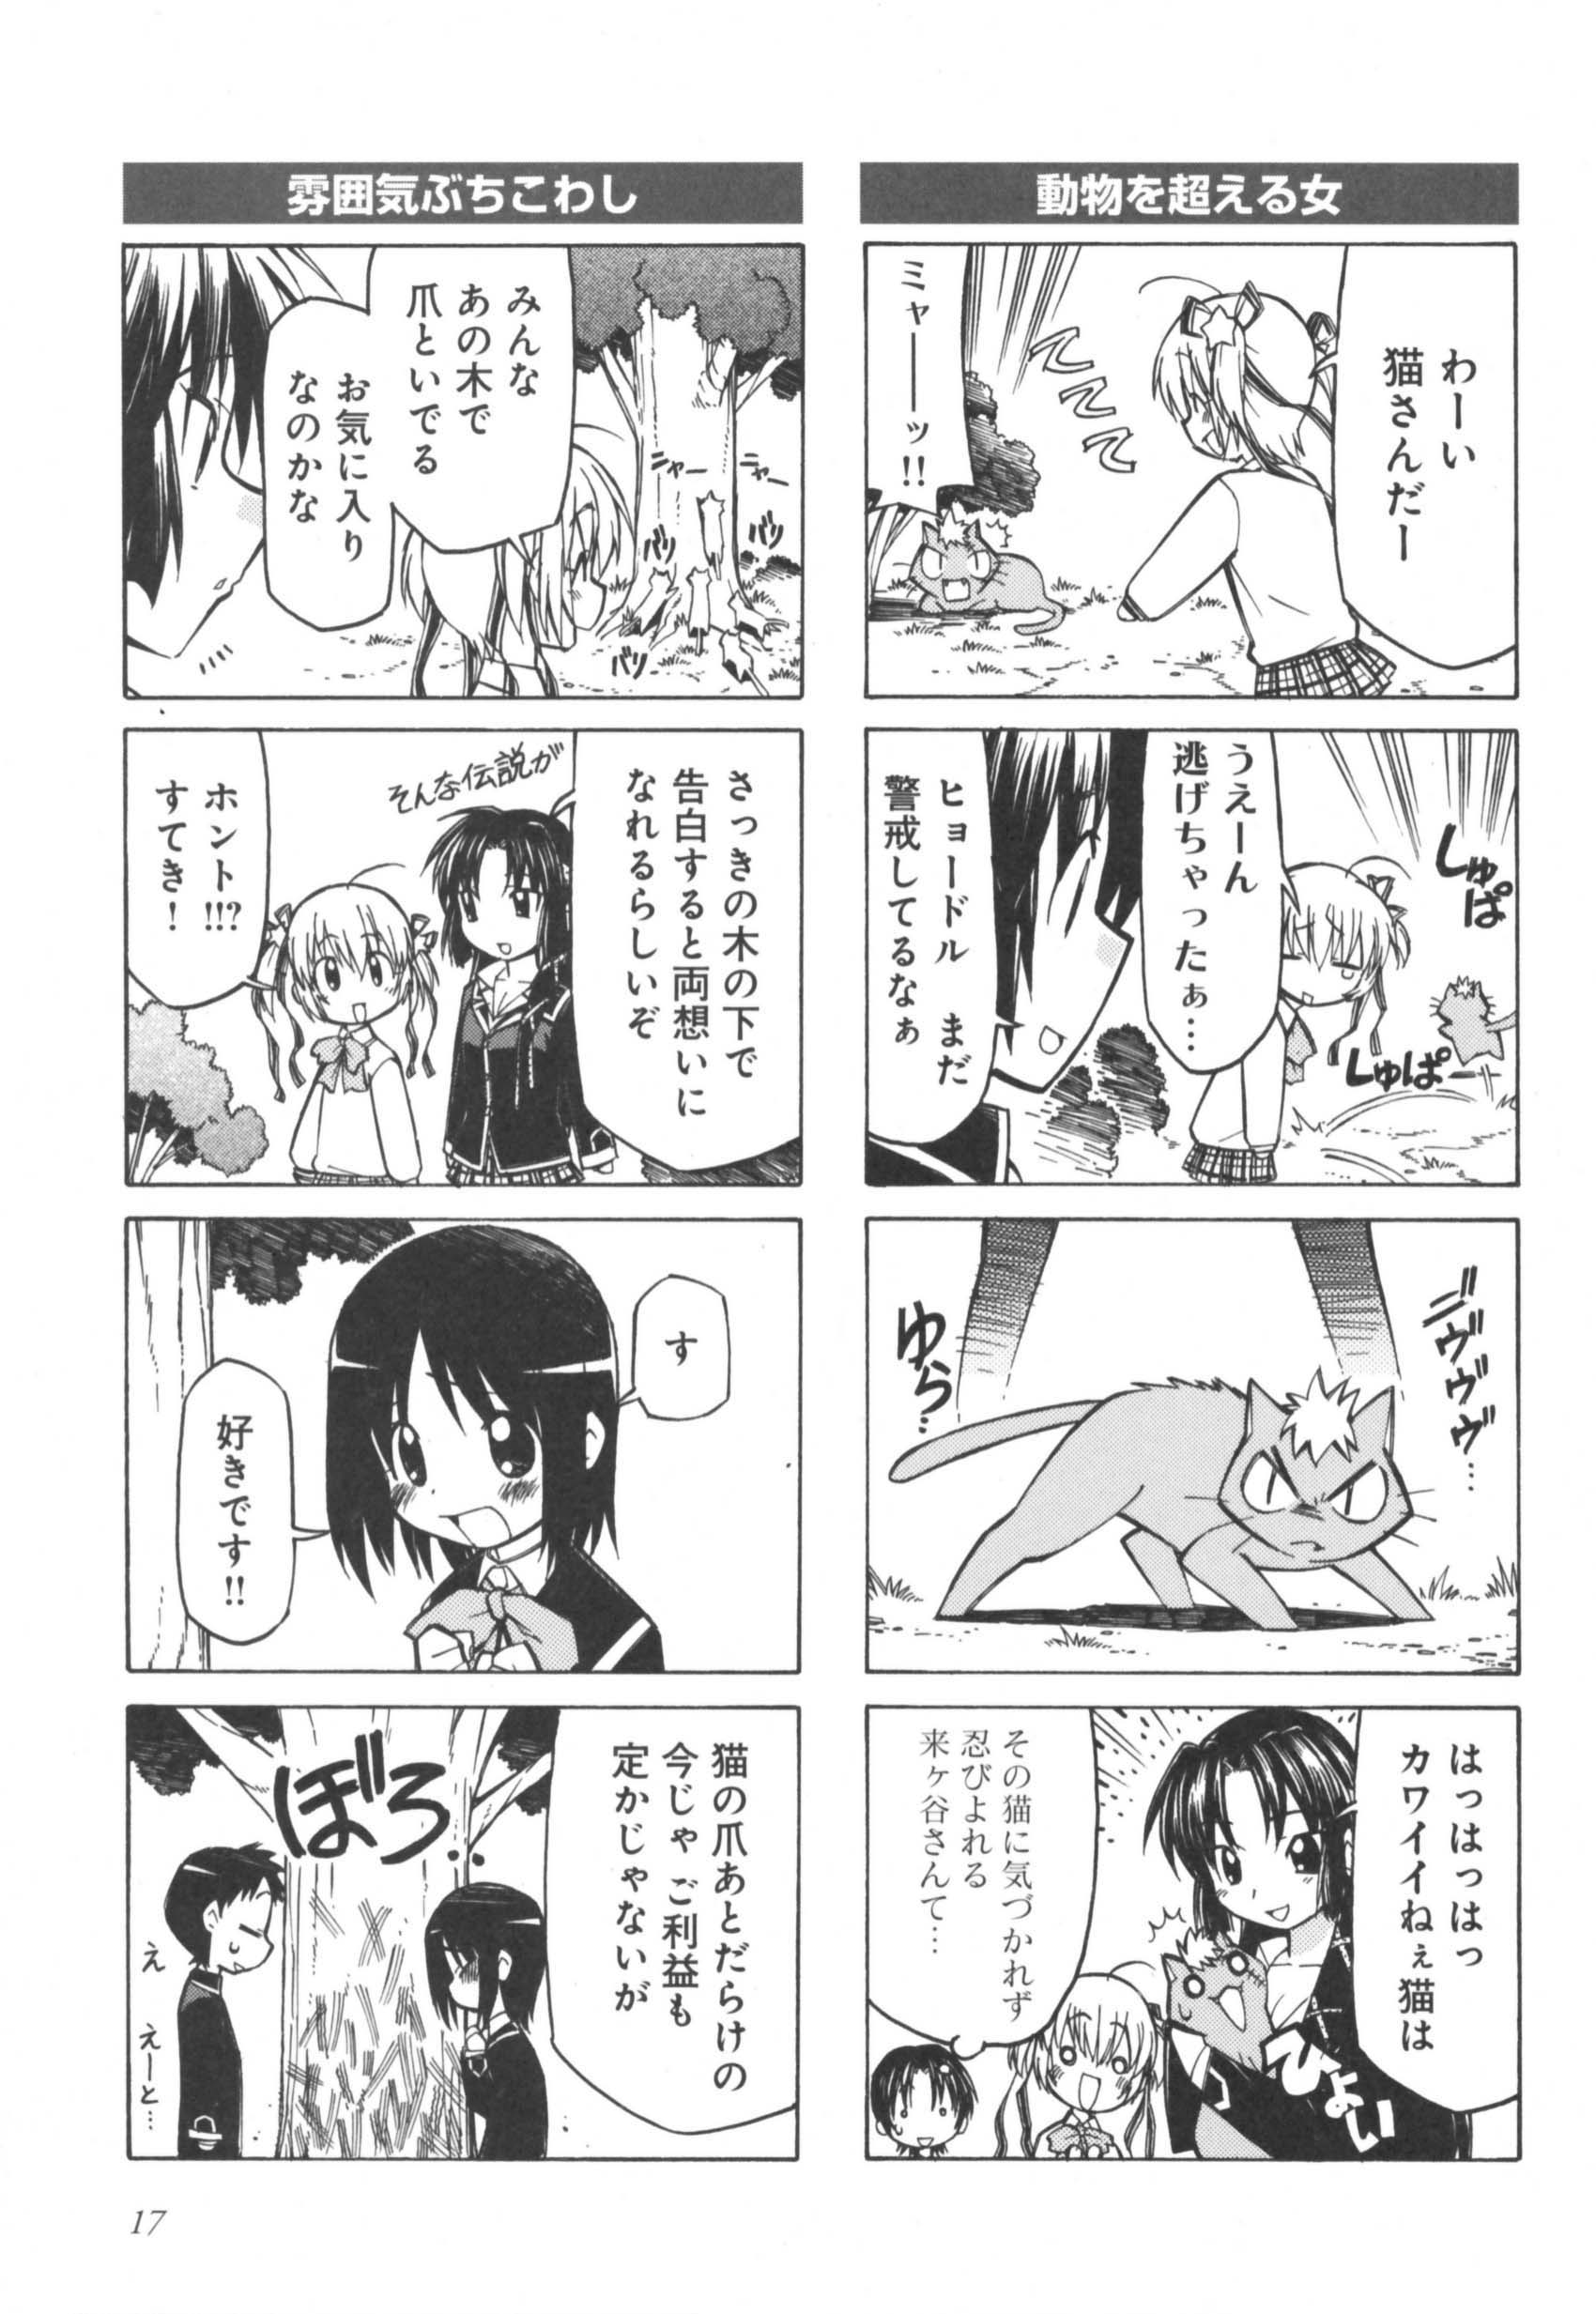 動物を超える女
わーい
猫さんだー
てててて
ミャーーッ!!
しゅぱ
しゅぱ
うえーん
逃げちゃったぁ…
ヒョードル まだ
警戒してるなぁ
ヴヴヴヴ…
ゆら…
はっはっはっ
カワイイねぇ猫は
ひょい
その猫に気づかれず
忍びよれる
来ヶ谷さんて…
雰囲気ぶちこわし
みんな
あの木で
爪といでる
お気に入り
なのかな
ニャー
ニャー
バリ
バリ
バリ
さっきの木の下で
告白すると両想いに
なれるらしいぞ
そんな伝説が
ホント!!?
すてき!
す
好きです!!
猫の爪あとだらけの
今じゃ ご利益も
定かじゃないが
ぼろ…
え
えーと…
17